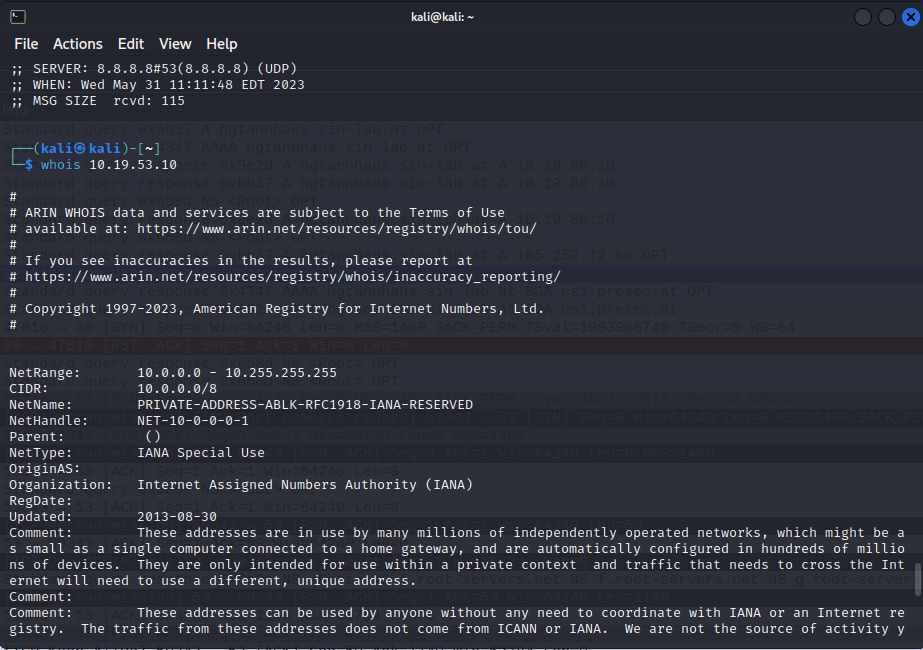 kali@kali: ~
File Actions Edit View Help
;; SERVER: 8.8.8.8#53(8.8.8.8) (UDP)
;; WHEN: Wed May 31 11:11:48 EDT 2023
;; MSG SIZE  rcvd: 115
┌──(kali㉿kali)-[~]
└─$ whois 10.19.53.10
#
# ARIN WHOIS data and services are subject to the Terms of Use
# available at: https://www.arin.net/resources/registry/whois/tou/
#
# If you see inaccuracies in the results, please report at
# https://www.arin.net/resources/registry/whois/inaccuracy_reporting/
#
# Copyright 1997-2023, American Registry for Internet Numbers, Ltd.
#
NetRange:       10.0.0.0 - 10.255.255.255
CIDR:           10.0.0.0/8
NetName:        PRIVATE-ADDRESS-ABLK-RFC1918-IANA-RESERVED
NetHandle:      NET-10-0-0-0-1
Parent:          ()
NetType:        IANA Special Use
OriginAS:
Organization:   Internet Assigned Numbers Authority (IANA)
RegDate:
Updated:        2013-08-30
Comment:        These addresses are in use by many millions of independently operated networks, which might be a
s small as a single computer connected to a home gateway, and are automatically configured in hundreds of millio
ns of devices.  They are only intended for use within a private context  and traffic that needs to cross the Int
ernet will need to use a different, unique address.
Comment:
Comment:        These addresses can be used by anyone without any need to coordinate with IANA or an Internet re
gistry.  The traffic from these addresses does not come from ICANN or IANA.  We are not the source of activity y